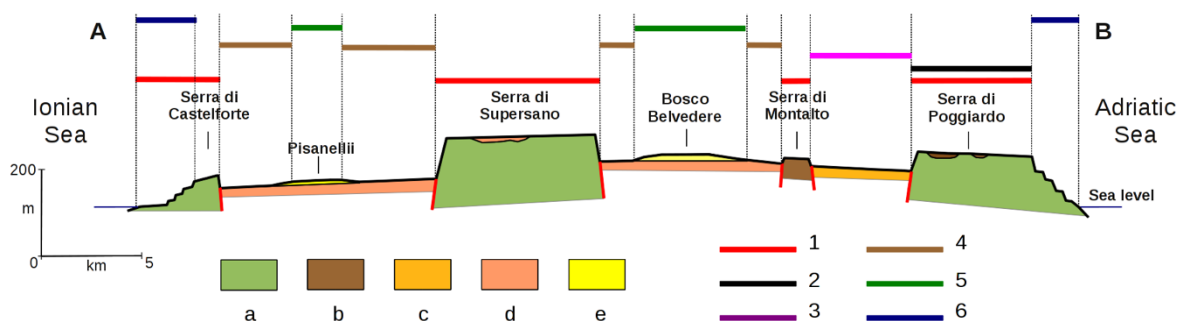 A
B
Ionian
Sea
Serra di
Castelforte
Pisanellii
Serra di
Supersano
Bosco
Belvedere
Serra di
Montalto
Serra di
Poggiardo
Adriatic
Sea
200
m
0
km
5
Sea level
a
b
c
d
e
1
2
3
4
5
6